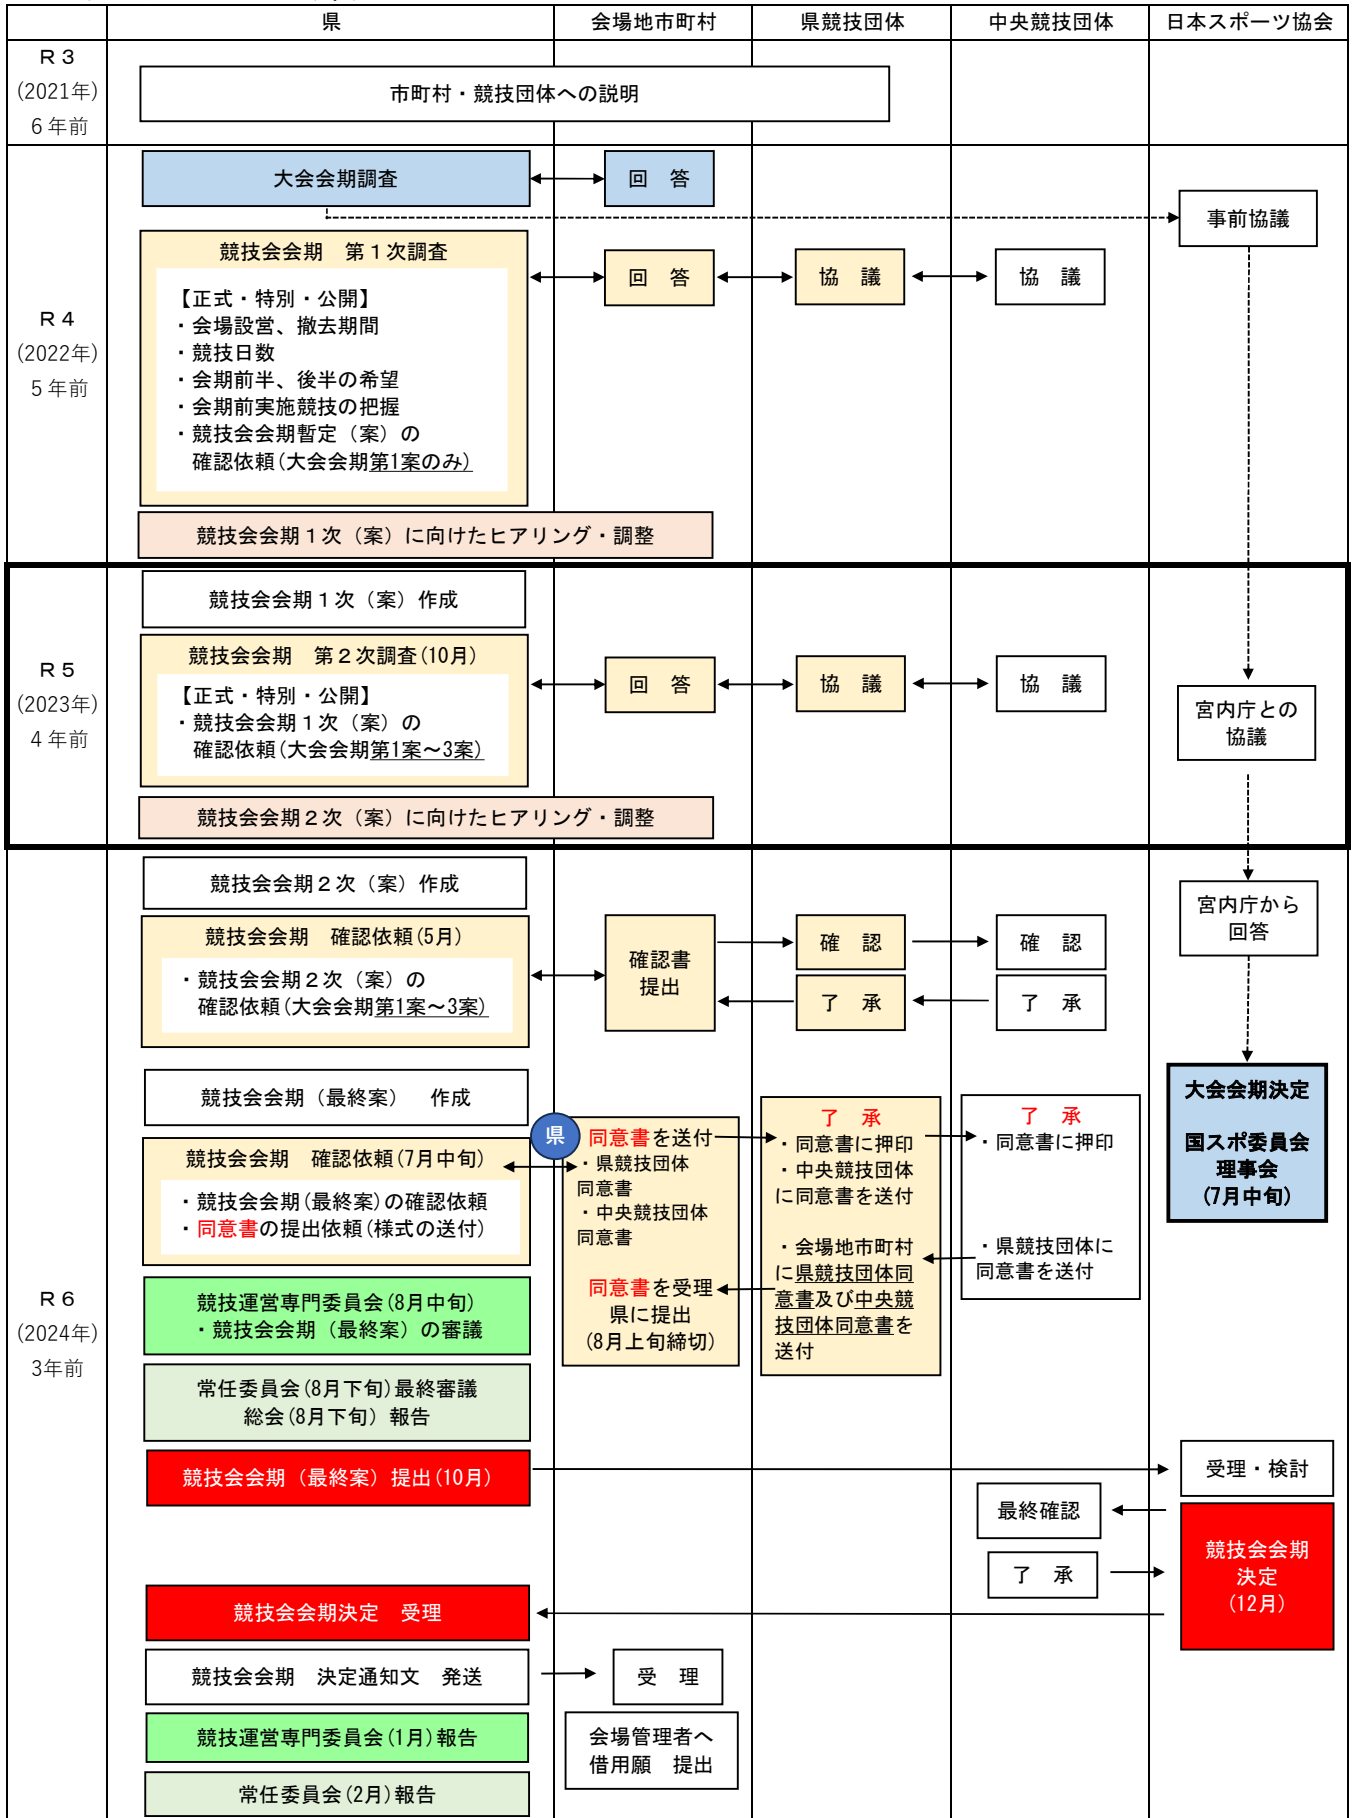 県
会場地市町村
県競技団体
中央競技団体
日本スポーツ協会
Ｒ３
(2021年)
６年前
市町村・競技団体への説明
Ｒ４
(2022年)
５年前
大会会期調査
回　答
事前協議
競技会会期　第１次調査
【正式・特別・公開】
・会場設営、撤去期間
・競技日数
・会期前半、後半の希望
・会期前実施競技の把握
・競技会会期暫定（案）の
確認依頼(大会会期第1案のみ)
回　答
協　議
協　議
競技会会期１次（案）に向けたヒアリング・調整
Ｒ５
(2023年)
４年前
競技会会期１次（案）作成
競技会会期　第２次調査(10月)
【正式・特別・公開】
・競技会会期１次（案）の
確認依頼(大会会期第1案～3案)
回　答
協　議
協　議
宮内庁との
協議
競技会会期２次（案）に向けたヒアリング・調整
Ｒ６
(2024年)
3年前
競技会会期２次（案）作成
宮内庁から
回答
競技会会期　確認依頼(5月)
・競技会会期２次（案）の
確認依頼(大会会期第1案～3案)
確認書
提出
確　認
了　承
確　認
了　承
大会会期決定
国スポ委員会
理事会
(7月中旬)
競技会会期（最終案）　作成
県
競技会会期　確認依頼(7月中旬)
・競技会会期(最終案)の確認依頼
・同意書の提出依頼(様式の送付)
同意書を送付
・県競技団体
同意書
・中央競技団体
同意書
同意書を受理
県に提出
(8月上旬締切)
了　承
・同意書に押印
・中央競技団体
に同意書を送付
・会場地市町村
に県競技団体同
意書及び中央競
技団体同意書を
送付
了　承
・同意書に押印
・県競技団体に
同意書を送付
競技運営専門委員会(8月中旬)
・競技会会期（最終案）の審議
常任委員会(8月下旬)最終審議
総会(8月下旬）報告
競技会会期（最終案）提出(10月)
受理・検討
最終確認
了　承
競技会会期
決定
(12月)
競技会会期決定　受理
競技会会期　決定通知文　発送
受　理
競技運営専門委員会(1月)報告
会場管理者へ
借用願　提出
常任委員会(2月)報告